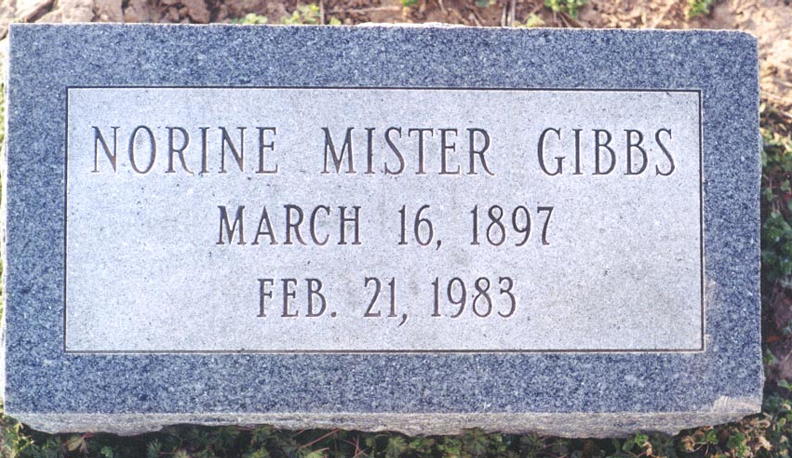 NORINE MISTER GIBBS
MARCH 16, 1897
FEB. 21, 1983